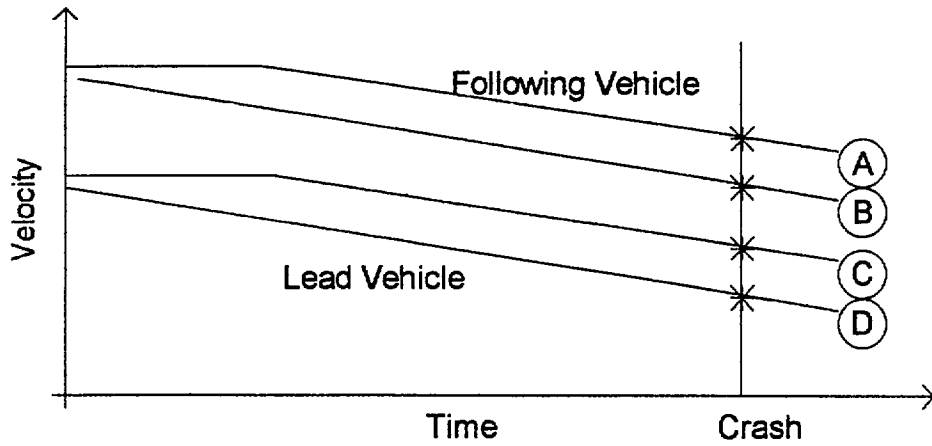 Following Vehicle
A
B
Velocity
C
Lead Vehicle
D
Time
Crash